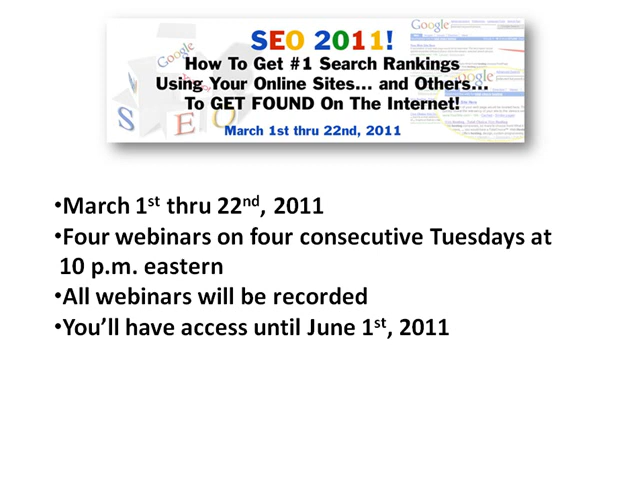 Google
SEO 2011!
How To Get #1 Search Rankings
Using Your Online Sites... and Others...
To GET FOUND On The Internet!
March 1st thru 22nd, 2011
Google
Google
S E O
•March 1st thru 22nd, 2011
•Four webinars on four consecutive Tuesdays at
10 p.m. eastern
•All webinars will be recorded
•You'll have access until June 1st, 2011